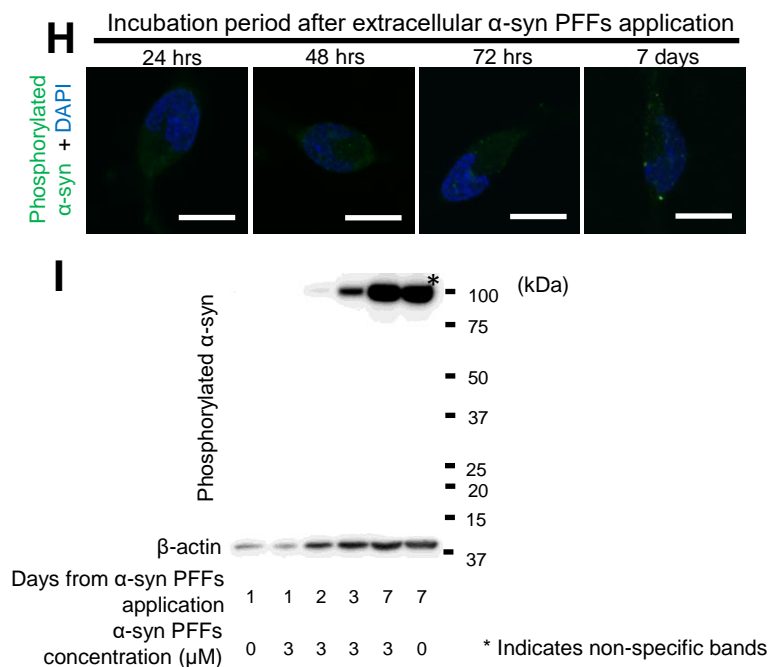 H
Incubation period after extracellular α-syn PFFs application
24 hrs 48 hrs 72 hrs 7 days
Phosphorylated
α-syn + DAPI
I
Phosphorylated α-syn
*
100 (kDa)
75
50
37
25
20
15
β-actin
37
Days from α-syn PFFs
application 1 1 2 3 7 7
α-syn PFFs
concentration (μM) 0 3 3 3 3 0
* Indicates non-specific bands